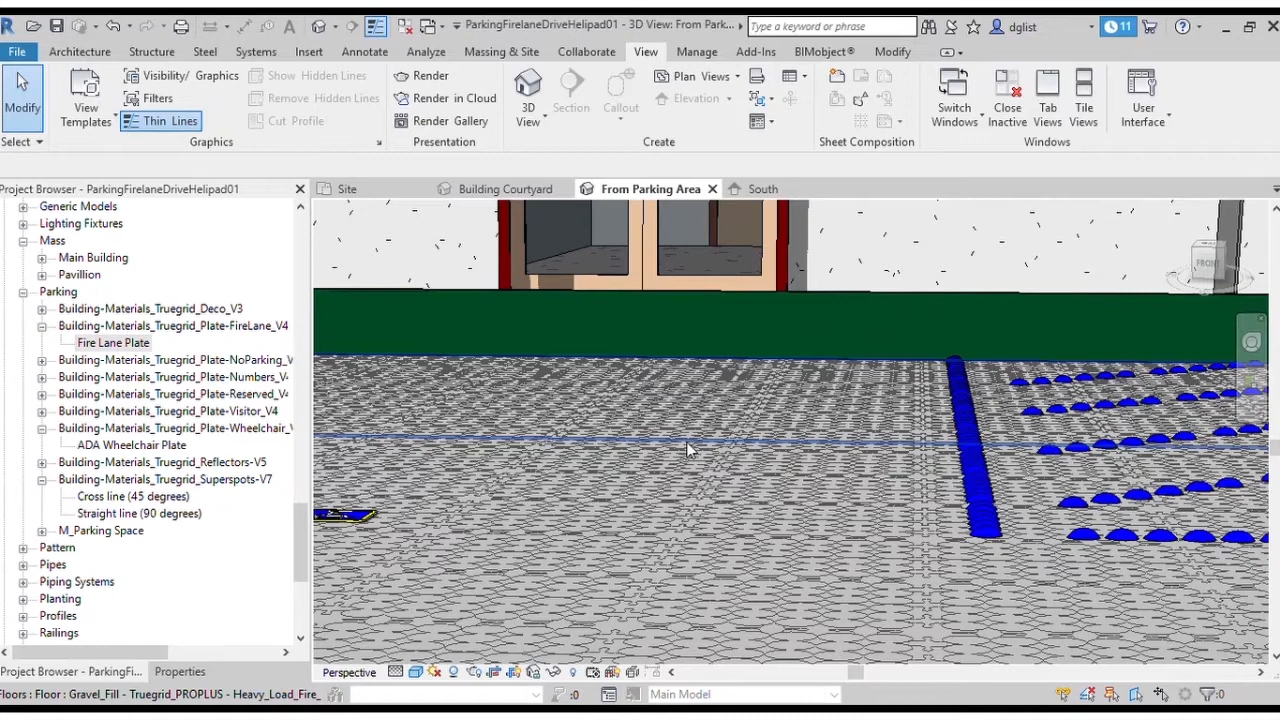 ParkingFirelaneDriveHelipad01 - 3D View: From Park...
Type a keyword or phrase
dglist
11
File Architecture Structure Steel Systems Insert Annotate Analyze Massing & Site Collaborate View Manage Add-Ins BIMobject® Modify
Modify
View
Templates
Visibility/ Graphics
Filters
Thin Lines
Show Hidden Lines
Remove Hidden Lines
Cut Profile
Render
Render in Cloud
Render Gallery
3D
View
Section
Callout
Plan Views
Elevation
Switch
Windows
Close
Inactive
Tab
Views
Tile
Views
User
Interface
Select Graphics Presentation Create Sheet Composition Windows
Project Browser - ParkingFirelaneDriveHelipad01
Site Building Courtyard From Parking Area South
Generic Models
Lighting Fixtures
Mass
Main Building
Pavillion
Parking
Building-Materials_Truegrid_Deco_V3
Building-Materials_Truegrid_Plate-FireLane_V4
Fire Lane Plate
Building-Materials_Truegrid_Plate-NoParking_V
Building-Materials_Truegrid_Plate-Numbers_V4
Building-Materials_Truegrid_Plate-Reserved_V4
Building-Materials_Truegrid_Plate-Visitor_V4
Building-Materials_Truegrid_Plate-Wheelchair_V
ADA Wheelchair Plate
Building-Materials_Truegrid_Reflectors-V5
Building-Materials_Truegrid_Superspots-V7
Cross line (45 degrees)
Straight line (90 degrees)
M_Parking Space
Pattern
Pipes
Piping Systems
Planting
Profiles
Railings
FRONT
Project Browser - ParkingFi... Properties
Perspective
Floors : Floor : Gravel_Fill - Truegrid_PROPLUS - Heavy_Load_Fire_
:0
Main Model
:0